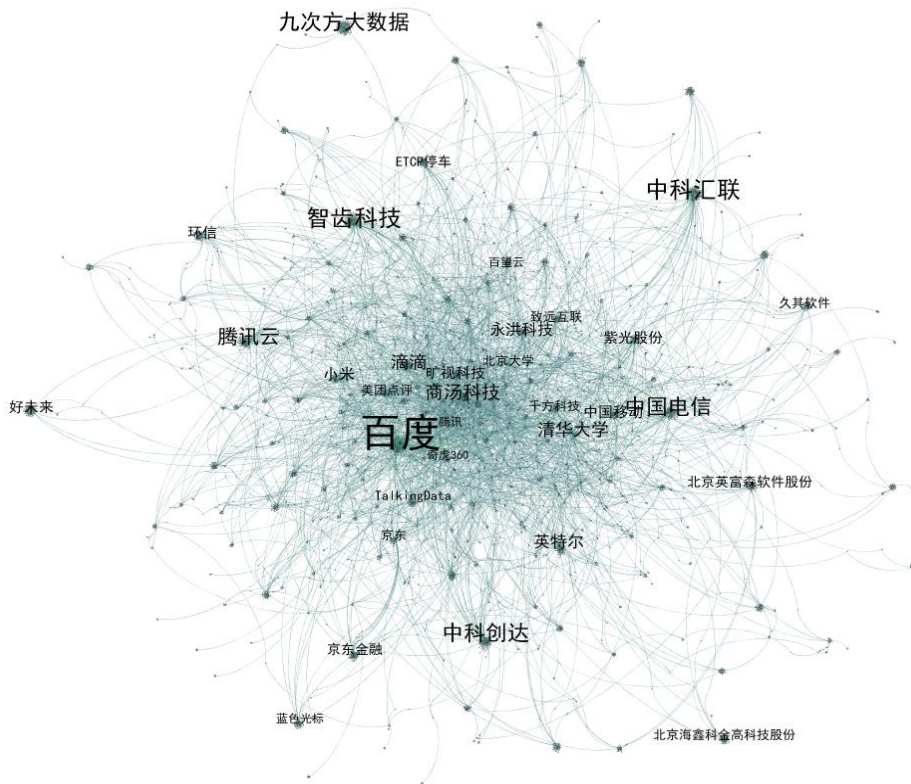 九次方大数据
ETCP停车
中科汇联
智齿科技
环信
百望云
久其软件
致远互联
永洪科技
腾讯云
紫光股份
北京大学
滴滴
旷视科技
小米
美团点评
商汤科技
好未来
千方科技
中国电信
中国移动
腾讯
百度
清华大学
奇虎360
北京英富森软件股份
TalkingData
京东
英特尔
中科创达
京东金融
蓝色光标
北京海鑫科金高科技股份